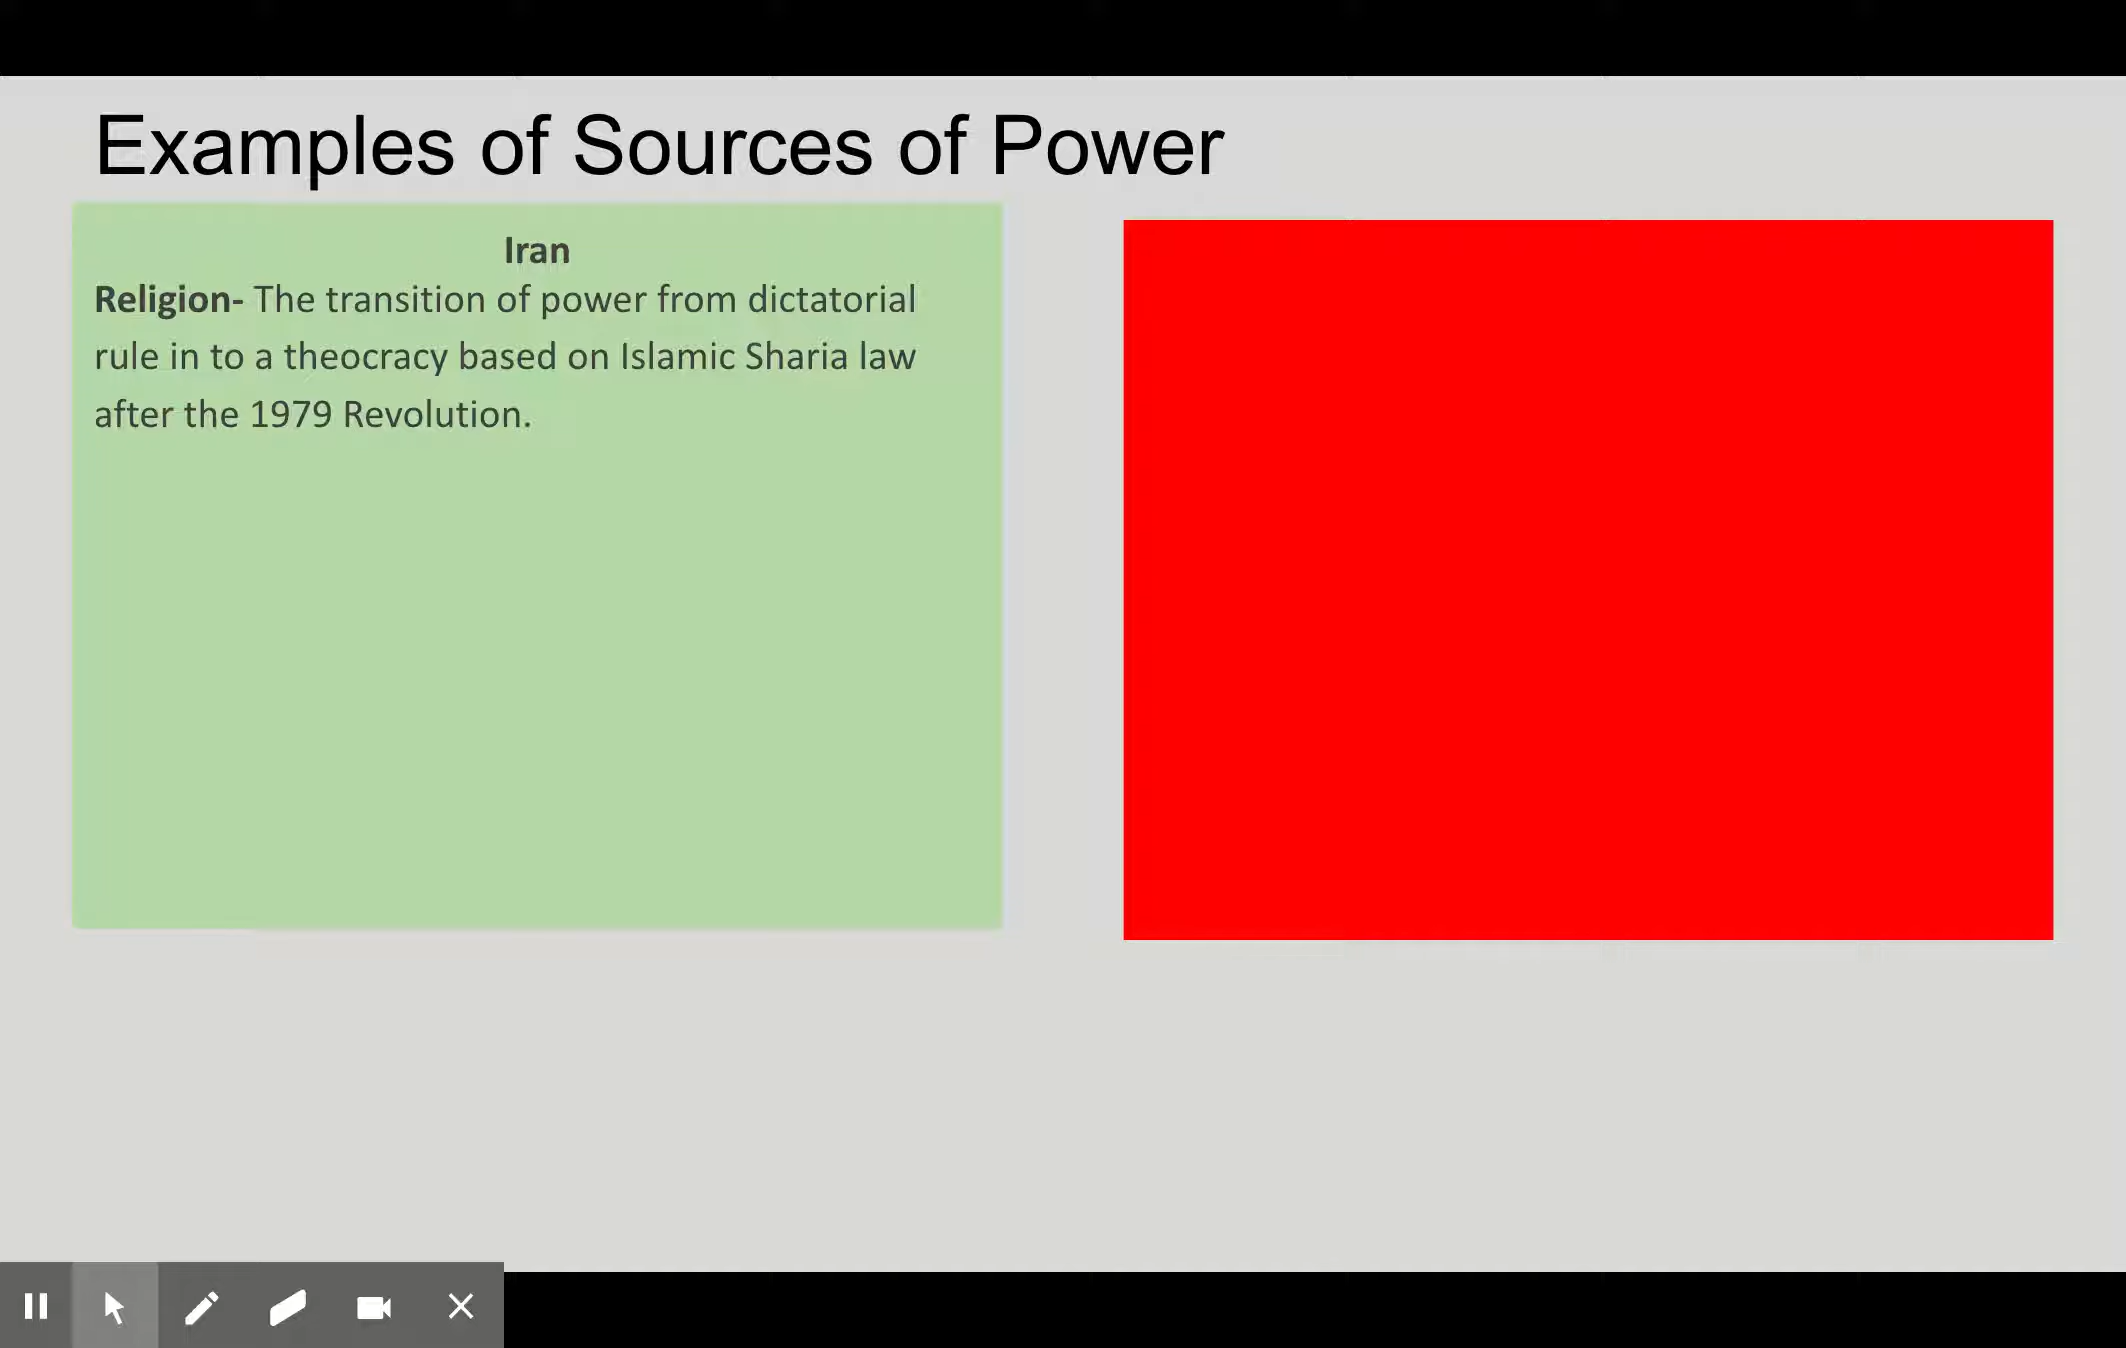 Examples of Sources of Power
Iran
Religion- The transition of power from dictatorial
rule in to a theocracy based on Islamic Sharia law
after the 1979 Revolution.